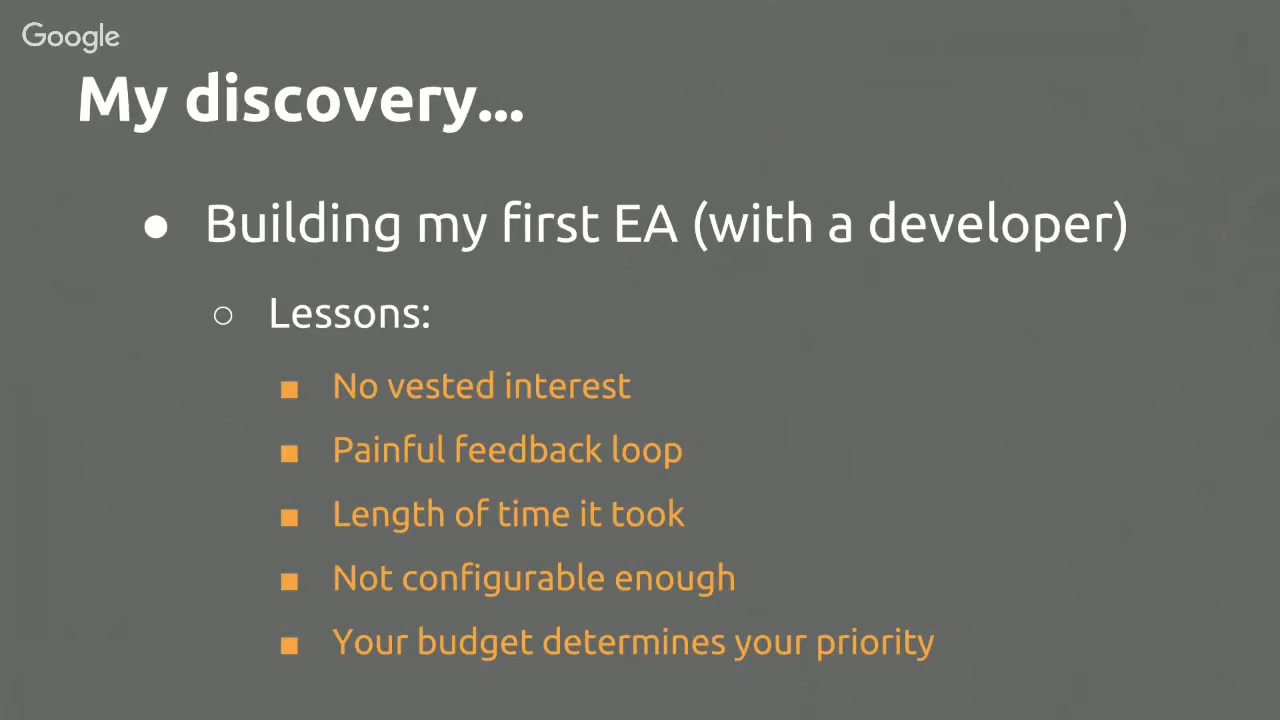 Google
My discovery...
● Building my first EA (with a developer)
○ Lessons:
■ No vested interest
■ Painful feedback loop
■ Length of time it took
■ Not configurable enough
■ Your budget determines your priority